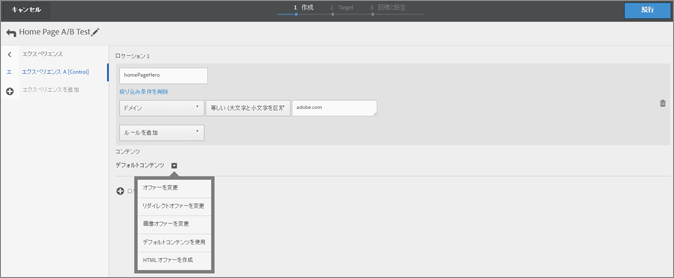 キャンセル
1 作成
2 Target
3 目標と設定
続行
Home Page A/B Test
エクスペリエンス
ロケーション 1
エクスペリエンス A [Control]
homePageHero
エクスペリエンスを追加
絞り込み条件を削除
ドメイン
等しい (大文字と小文字を区別
adobe.com
ルールを追加
コンテンツ
デフォルトコンテンツ
オファーを変更
リダイレクトオファーを変更
画像オファーを変更
デフォルトコンテンツを使用
HTML オファーを作成